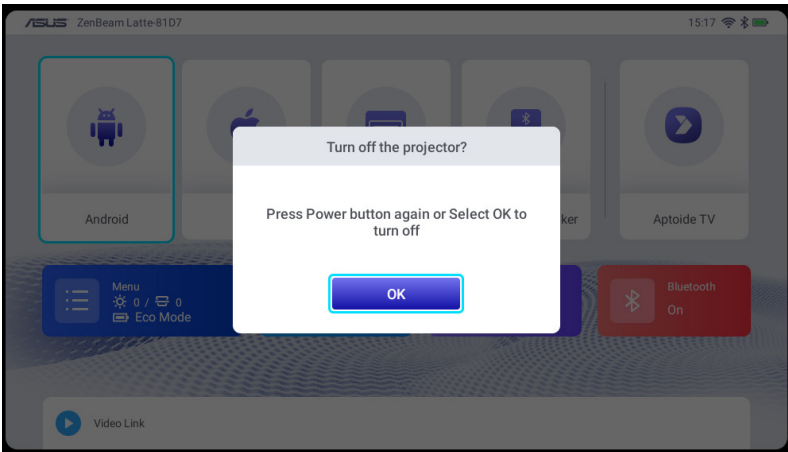 ASUS ZenBeam Latte-81D7 15:17
Turn off the projector?
Press Power button again or Select OK to
turn off
OK
Android
ker
Aptoide TV
Menu
0 / 0
Eco Mode
Bluetooth
On
Video Link